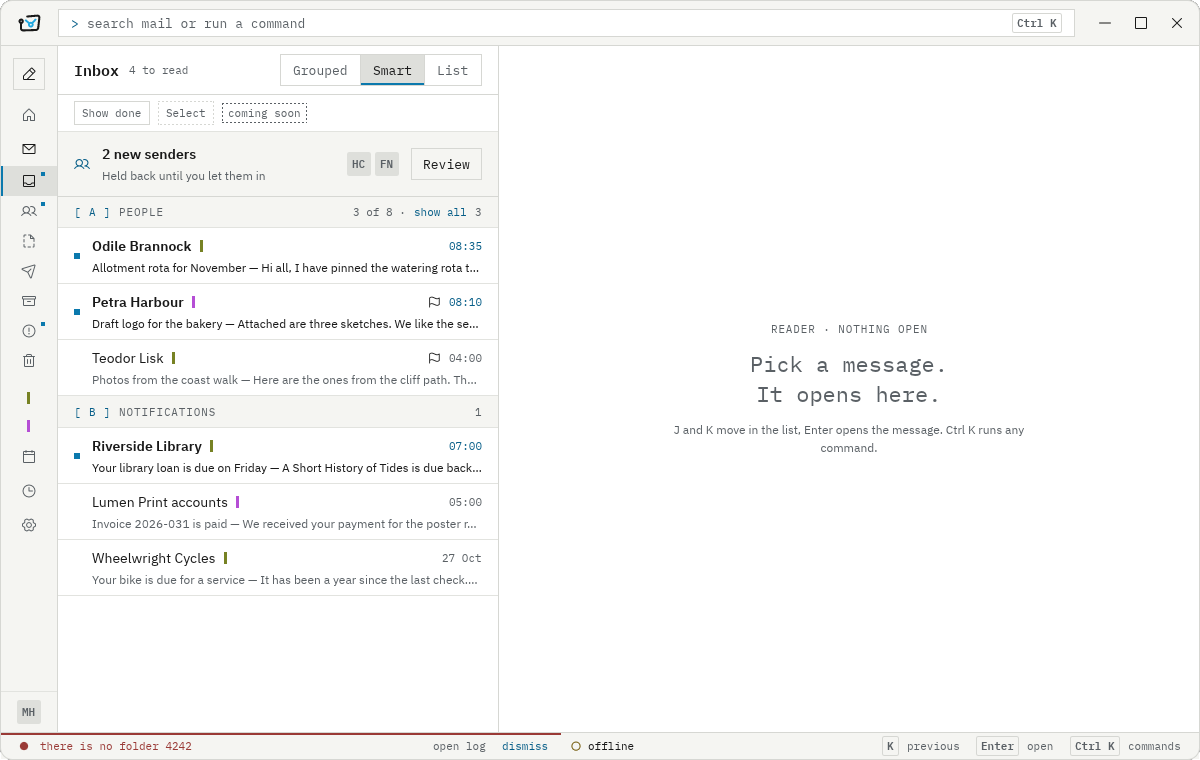 > search mail or run a command Ctrl K
Inbox 4 to read Grouped Smart List
Show done Select coming soon
2 new senders
Held back until you let them in
HC FN Review
[ A ] PEOPLE 3 of 8 · show all 3
Odile Brannock 08:35
Allotment rota for November — Hi all, I have pinned the watering rota t…
Petra Harbour 08:10
Draft logo for the bakery — Attached are three sketches. We like the se…
Teodor Lisk 04:00
Photos from the coast walk — Here are the ones from the cliff path. Th…
[ B ] NOTIFICATIONS 1
Riverside Library 07:00
Your library loan is due on Friday — A Short History of Tides is due back…
Lumen Print accounts 05:00
Invoice 2026-031 is paid — We received your payment for the poster r…
Wheelwright Cycles 27 Oct
Your bike is due for a service — It has been a year since the last check.…
READER · NOTHING OPEN
Pick a message.
It opens here.
J and K move in the list, Enter opens the message. Ctrl K runs any
command.
MH
there is no folder 4242 open log dismiss offline K previous Enter open Ctrl K commands